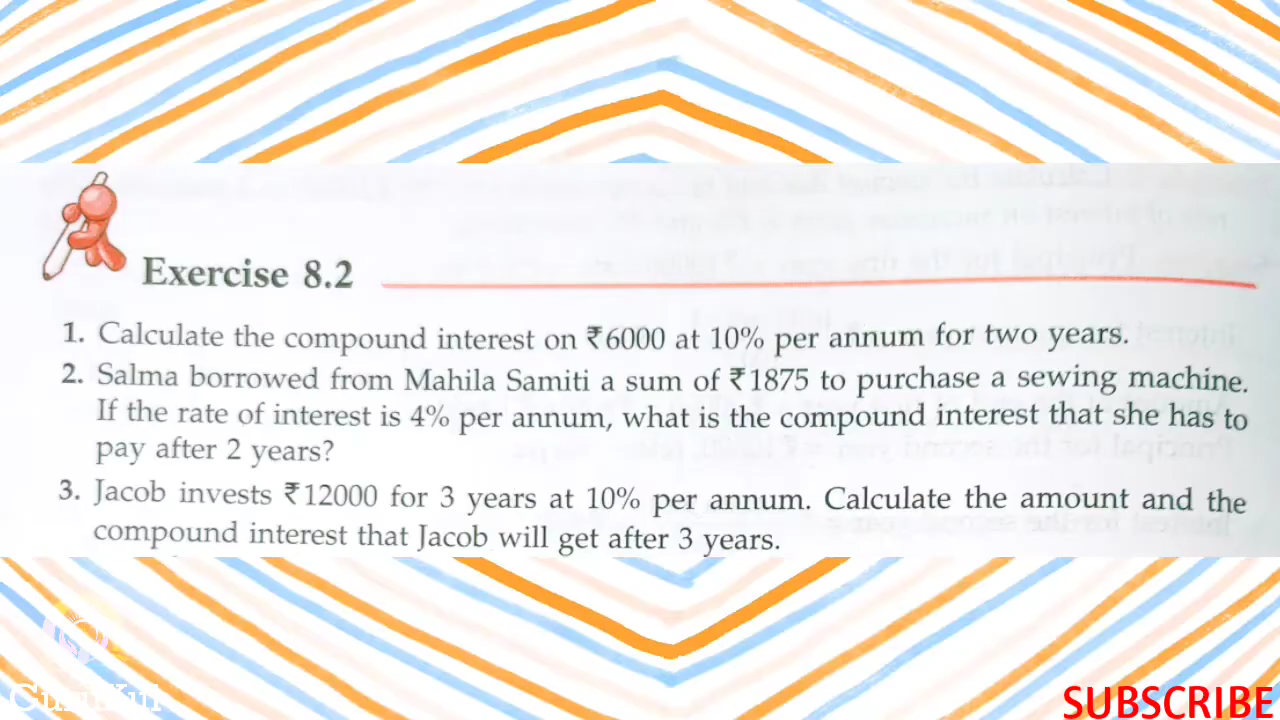 Exercise 8.2
1. Calculate the compound interest on ₹6000 at 10% per annum for two years.
2. Salma borrowed from Mahila Samiti a sum of ₹1875 to purchase a sewing machine.
If the rate of interest is 4% per annum, what is the compound interest that she has to
pay after 2 years?
3. Jacob invests ₹12000 for 3 years at 10% per annum. Calculate the amount and the
compound interest that Jacob will get after 3 years.
GuruKul
SUBSCRIBE